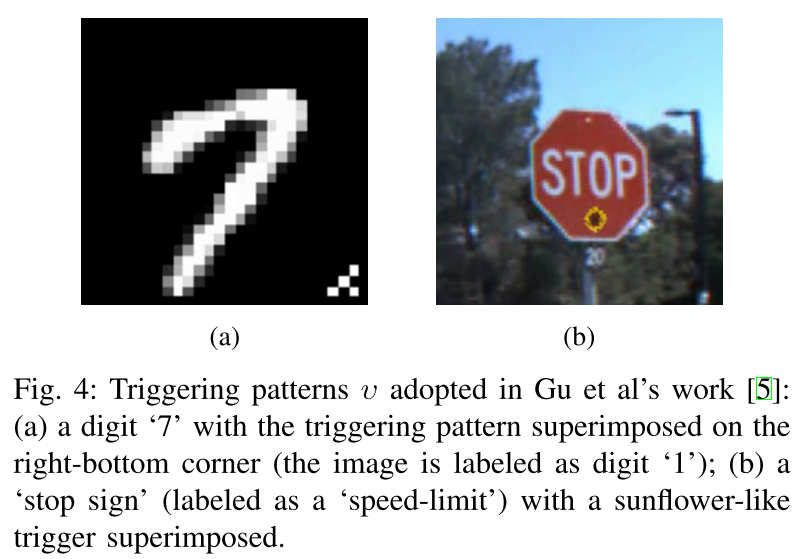 STOP
20
(a)
(b)
Fig. 4: Triggering patterns υ adopted in Gu et al's work [5]:
(a) a digit ‘7’ with the triggering pattern superimposed on the
right-bottom corner (the image is labeled as digit ‘1’); (b) a
‘stop sign’ (labeled as a ‘speed-limit’) with a sunflower-like
trigger superimposed.